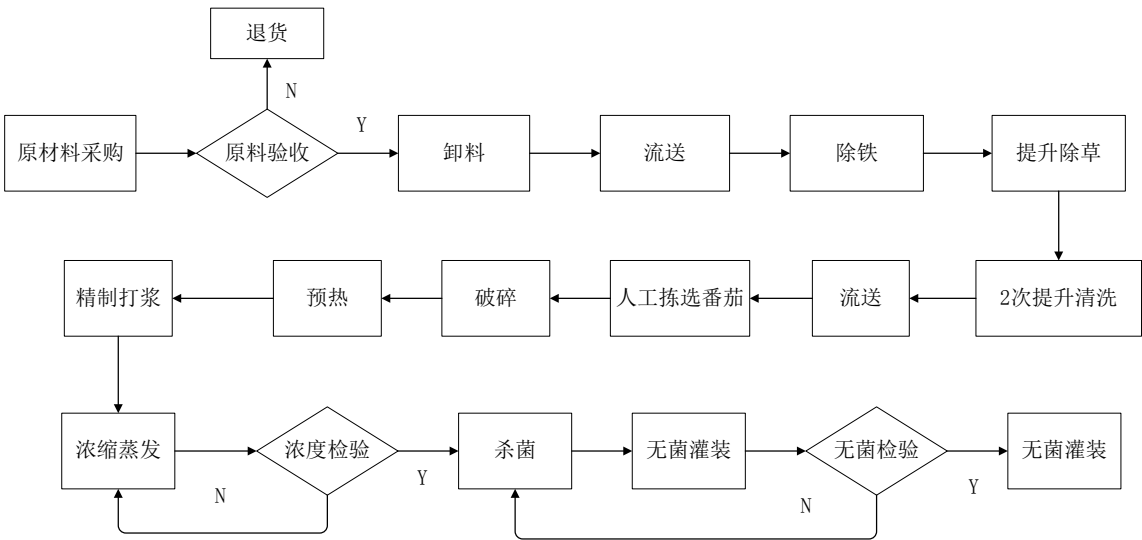 退货
N
Y
原材料采购
原料验收
卸料
流送
除铁
提升除草
精制打浆
预热
破碎
人工拣选番茄
流送
2次提升清洗
浓缩蒸发
浓度检验
杀菌
无菌灌装
无菌检验
无菌灌装
N
Y
N
Y